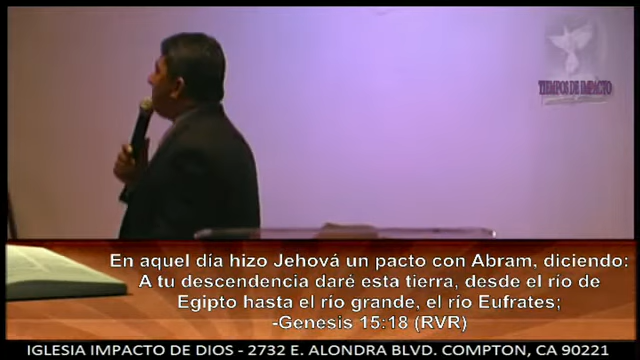 TIEMPOS DE IMPACTO
En aquel día hizo Jehová un pacto con Abram, diciendo:
A tu descendencia daré esta tierra, desde el río de
Egipto hasta el río grande, el río Eufrates;
-Genesis 15:18 (RVR)
IGLESIA IMPACTO DE DIOS - 2732 E. ALONDRA BLVD. COMPTON, CA 90221